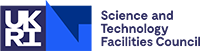 UK
RI
Science and
Technology
Facilities Council